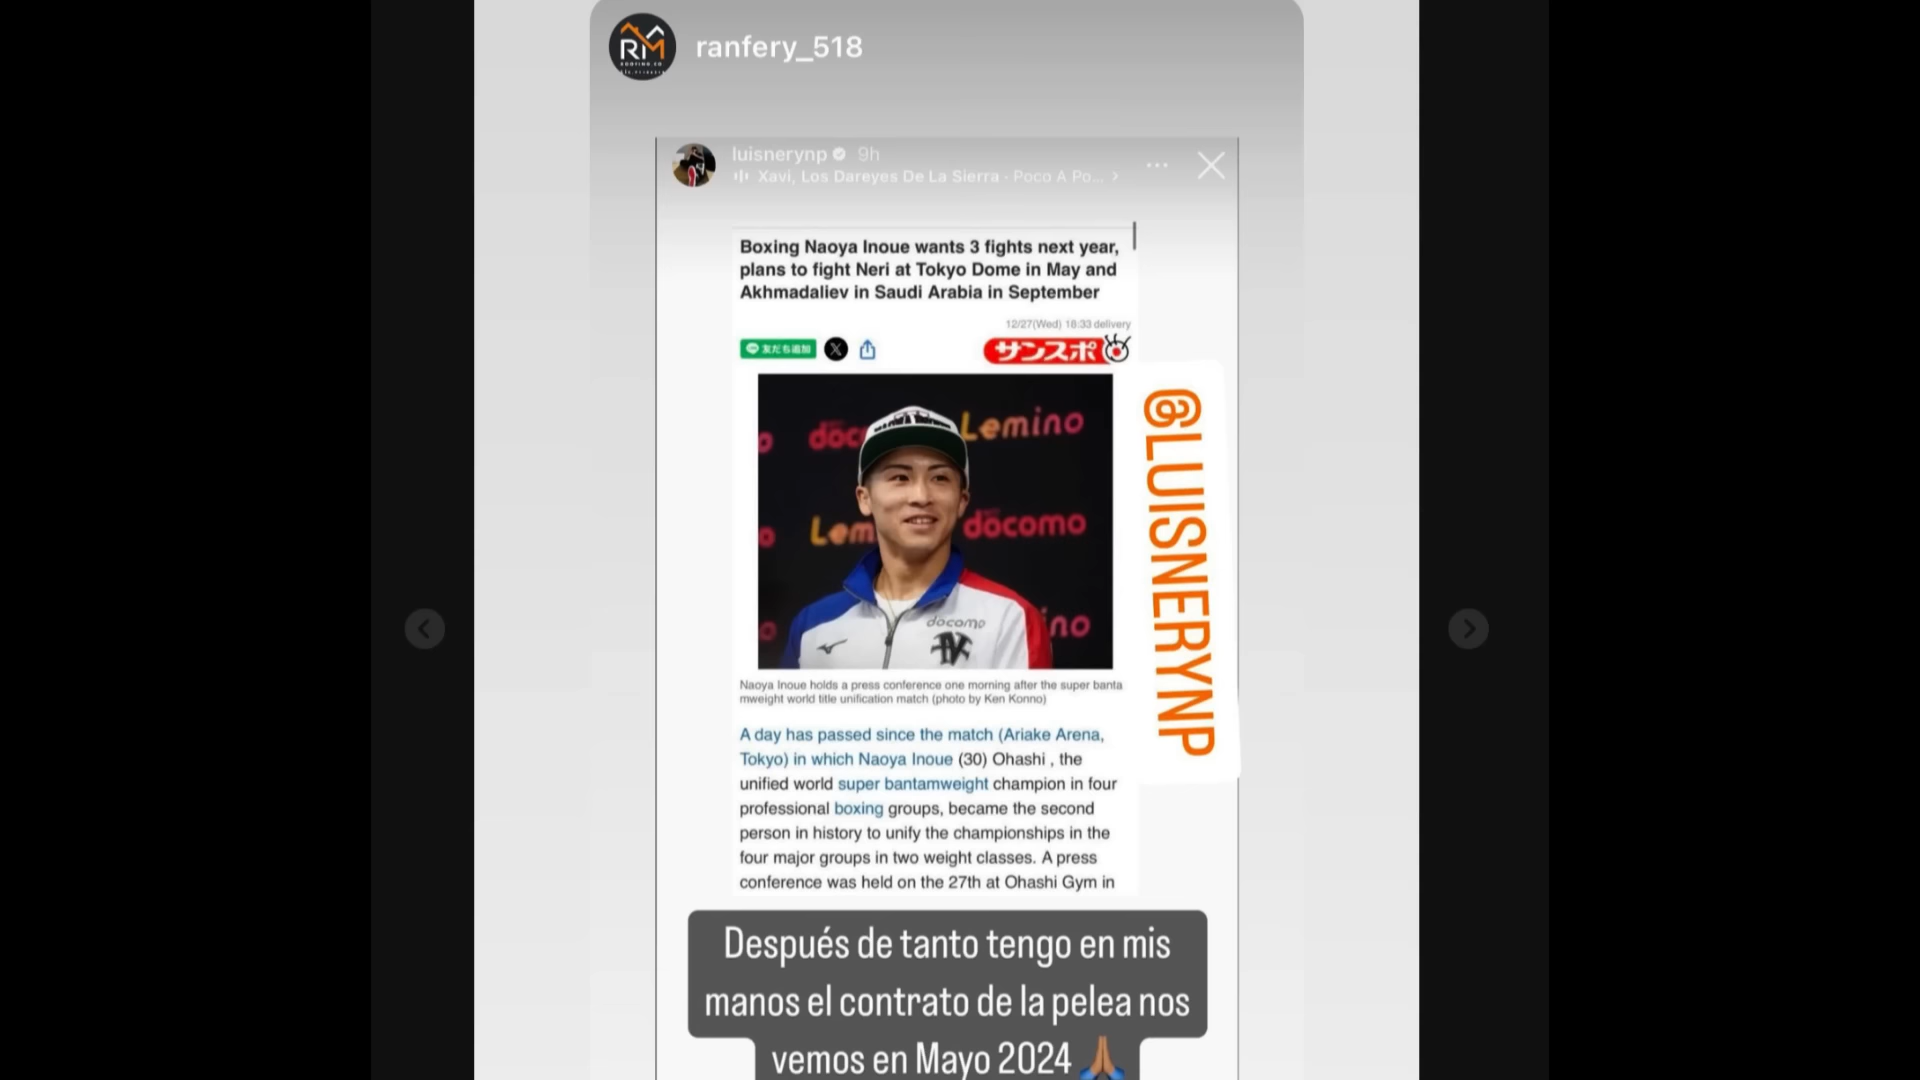 RM
ranfery_518
luisnerynp 9h
Xavi, Los Dareyes De La Sierra - Poco A Po... >
Boxing Naoya Inoue wants 3 fights next year,
plans to fight Neri at Tokyo Dome in May and
Akhmadaliev in Saudi Arabia in September
12/27(Wed) 18:33 delivery
友だち追加
サンスポ
Lemino
docomo
docomo
Naoya Inoue holds a press conference one morning after the super banta
mweight world title unification match (photo by Ken Konno)
@LUISNERYNP
A day has passed since the match (Ariake Arena,
Tokyo) in which Naoya Inoue (30) Ohashi , the
unified world super bantamweight champion in four
professional boxing groups, became the second
person in history to unify the championships in the
four major groups in two weight classes. A press
conference was held on the 27th at Ohashi Gym in
Después de tanto tengo en mis
manos el contrato de la pelea nos
vemos en Mayo 2024 🙏🏽